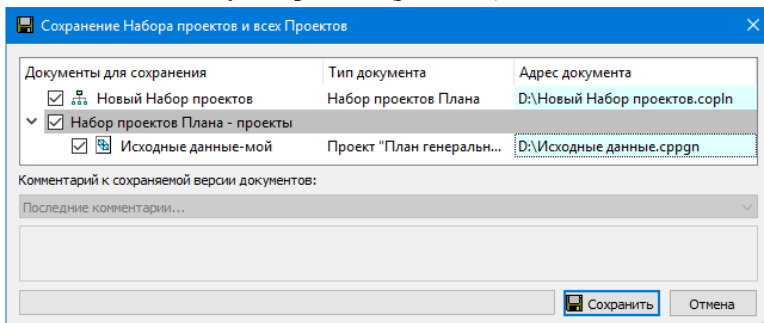 Сохранение Набора проектов и всех Проектов
Документы для сохранения Тип документа Адрес документа
Новый Набор проектов Набор проектов Плана D:\Новый Набор проектов.copln
Набор проектов Плана - проекты
Исходные данные-мой Проект "План генеральн... D:\Исходные данные.cppgn
Комментарий к сохраняемой версии документов:
Последние комментарии...
Сохранить Отмена